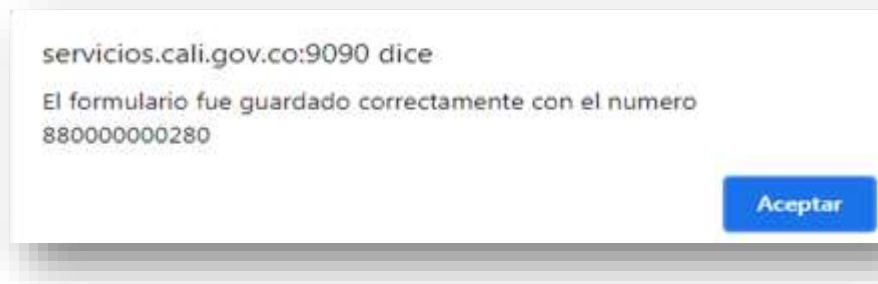 servicios.cali.gov.co:9090 dice
El formulario fue guardado correctamente con el numero
880000000280
Aceptar